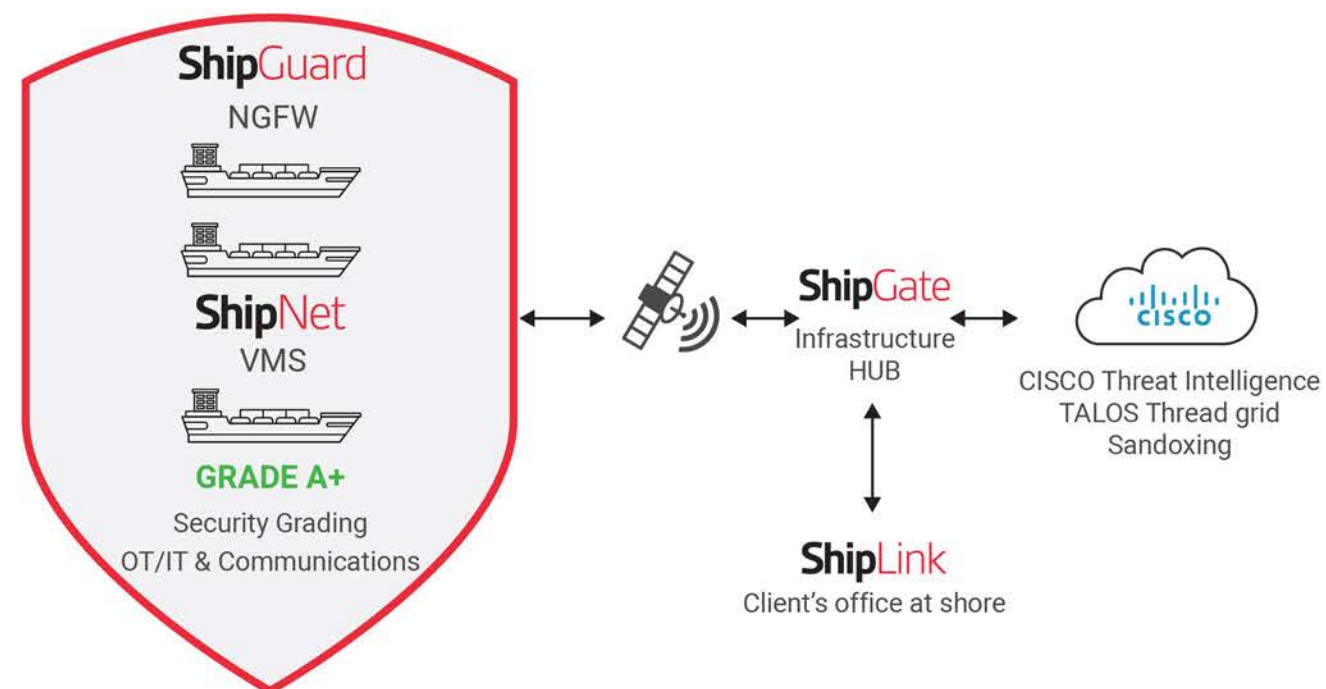 ShipGuard
NGFW
ShipNet
VMS
GRADE A+
Security Grading
OT/IT & Communications
ShipGate
Infrastructure
HUB
CISCO
CISCO Threat Intelligence
TALOS Thread grid
Sandoxing
ShipLink
Client's office at shore